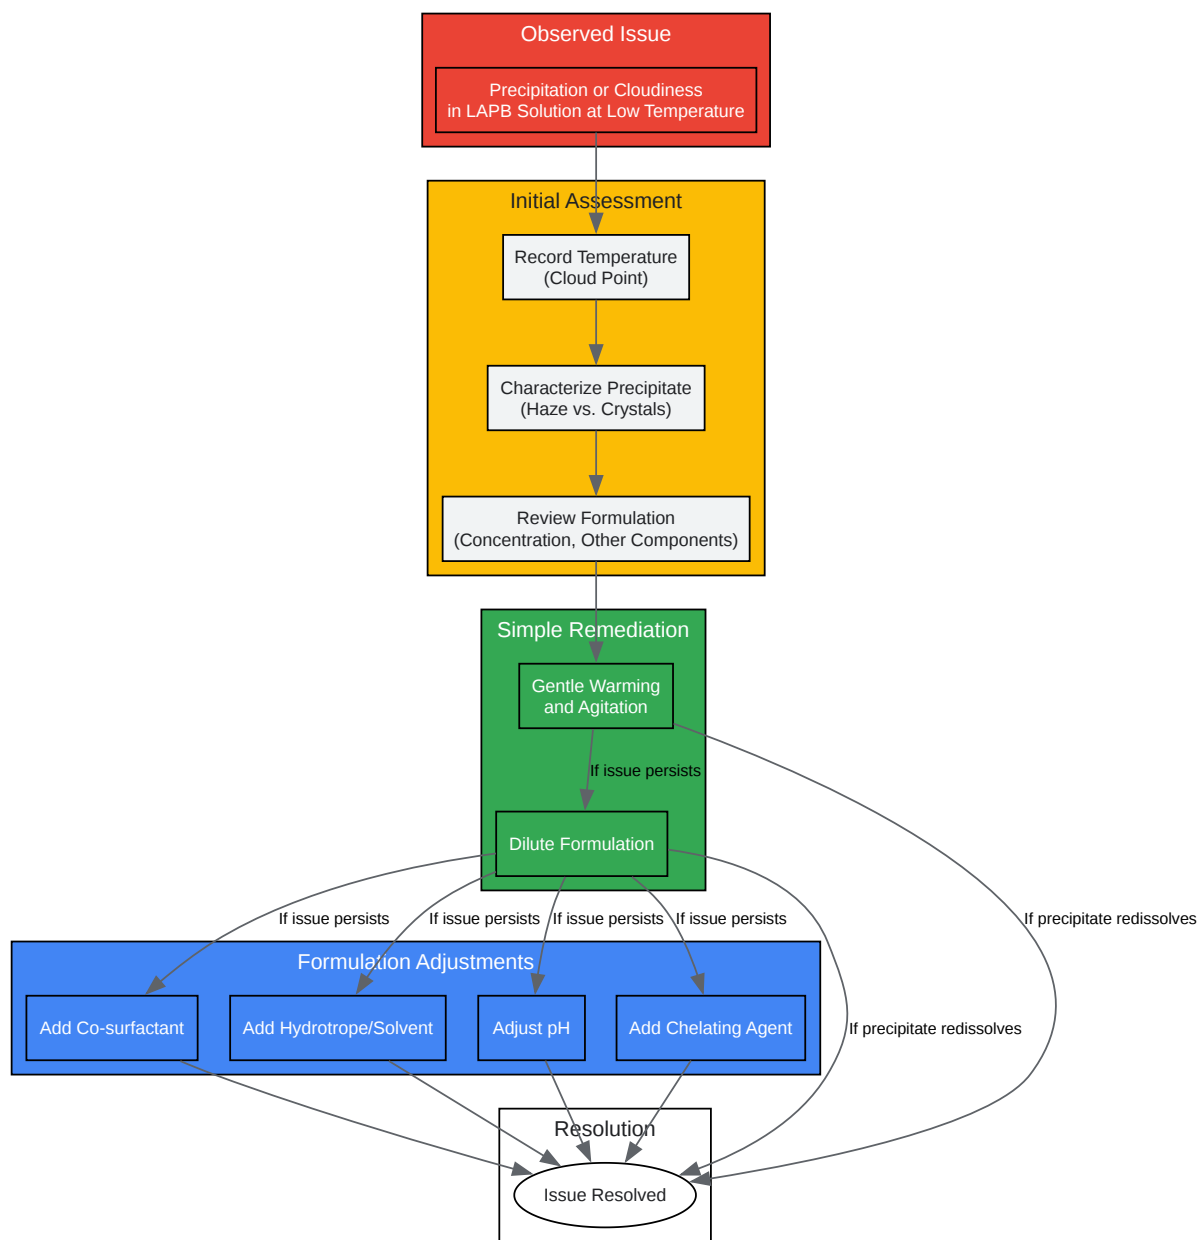 Observed Issue
Precipitation or Cloudiness
in LAPB Solution at Low Temperature
Initial Assessment
Record Temperature
(Cloud Point)
Characterize Precipitate
(Haze vs. Crystals)
Review Formulation
(Concentration, Other Components)
Simple Remediation
Gentle Warming
and Agitation
If issue persists
Dilute Formulation
If issue persists
If issue persists
If issue persists
If issue persists
If precipitate redissolves
Formulation Adjustments
Add Co-surfactant
Add Hydrotrope/Solvent
Adjust pH
Add Chelating Agent
If precipitate redissolves
Resolution
Issue Resolved